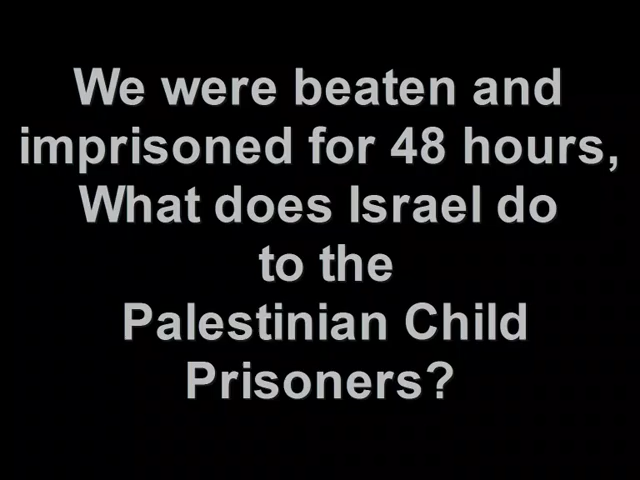 We were beaten and
imprisoned for 48 hours,
What does Israel do
to the
Palestinian Child
Prisoners?